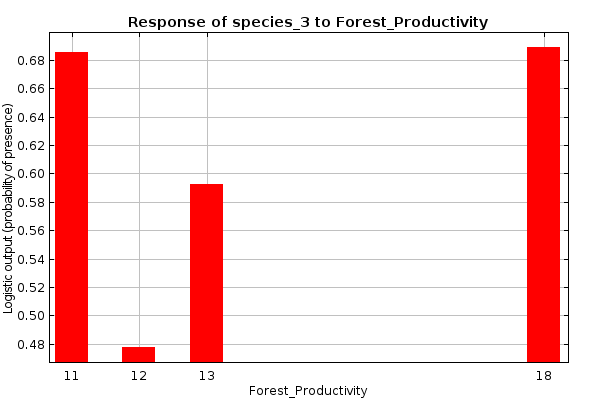 Response of species_3 to Forest_Productivity
Logistic output (probability of presence)
0.68
0.66
0.64
0.62
0.60
0.58
0.56
0.54
0.52
0.50
0.48
11 12 13 18
Forest_Productivity